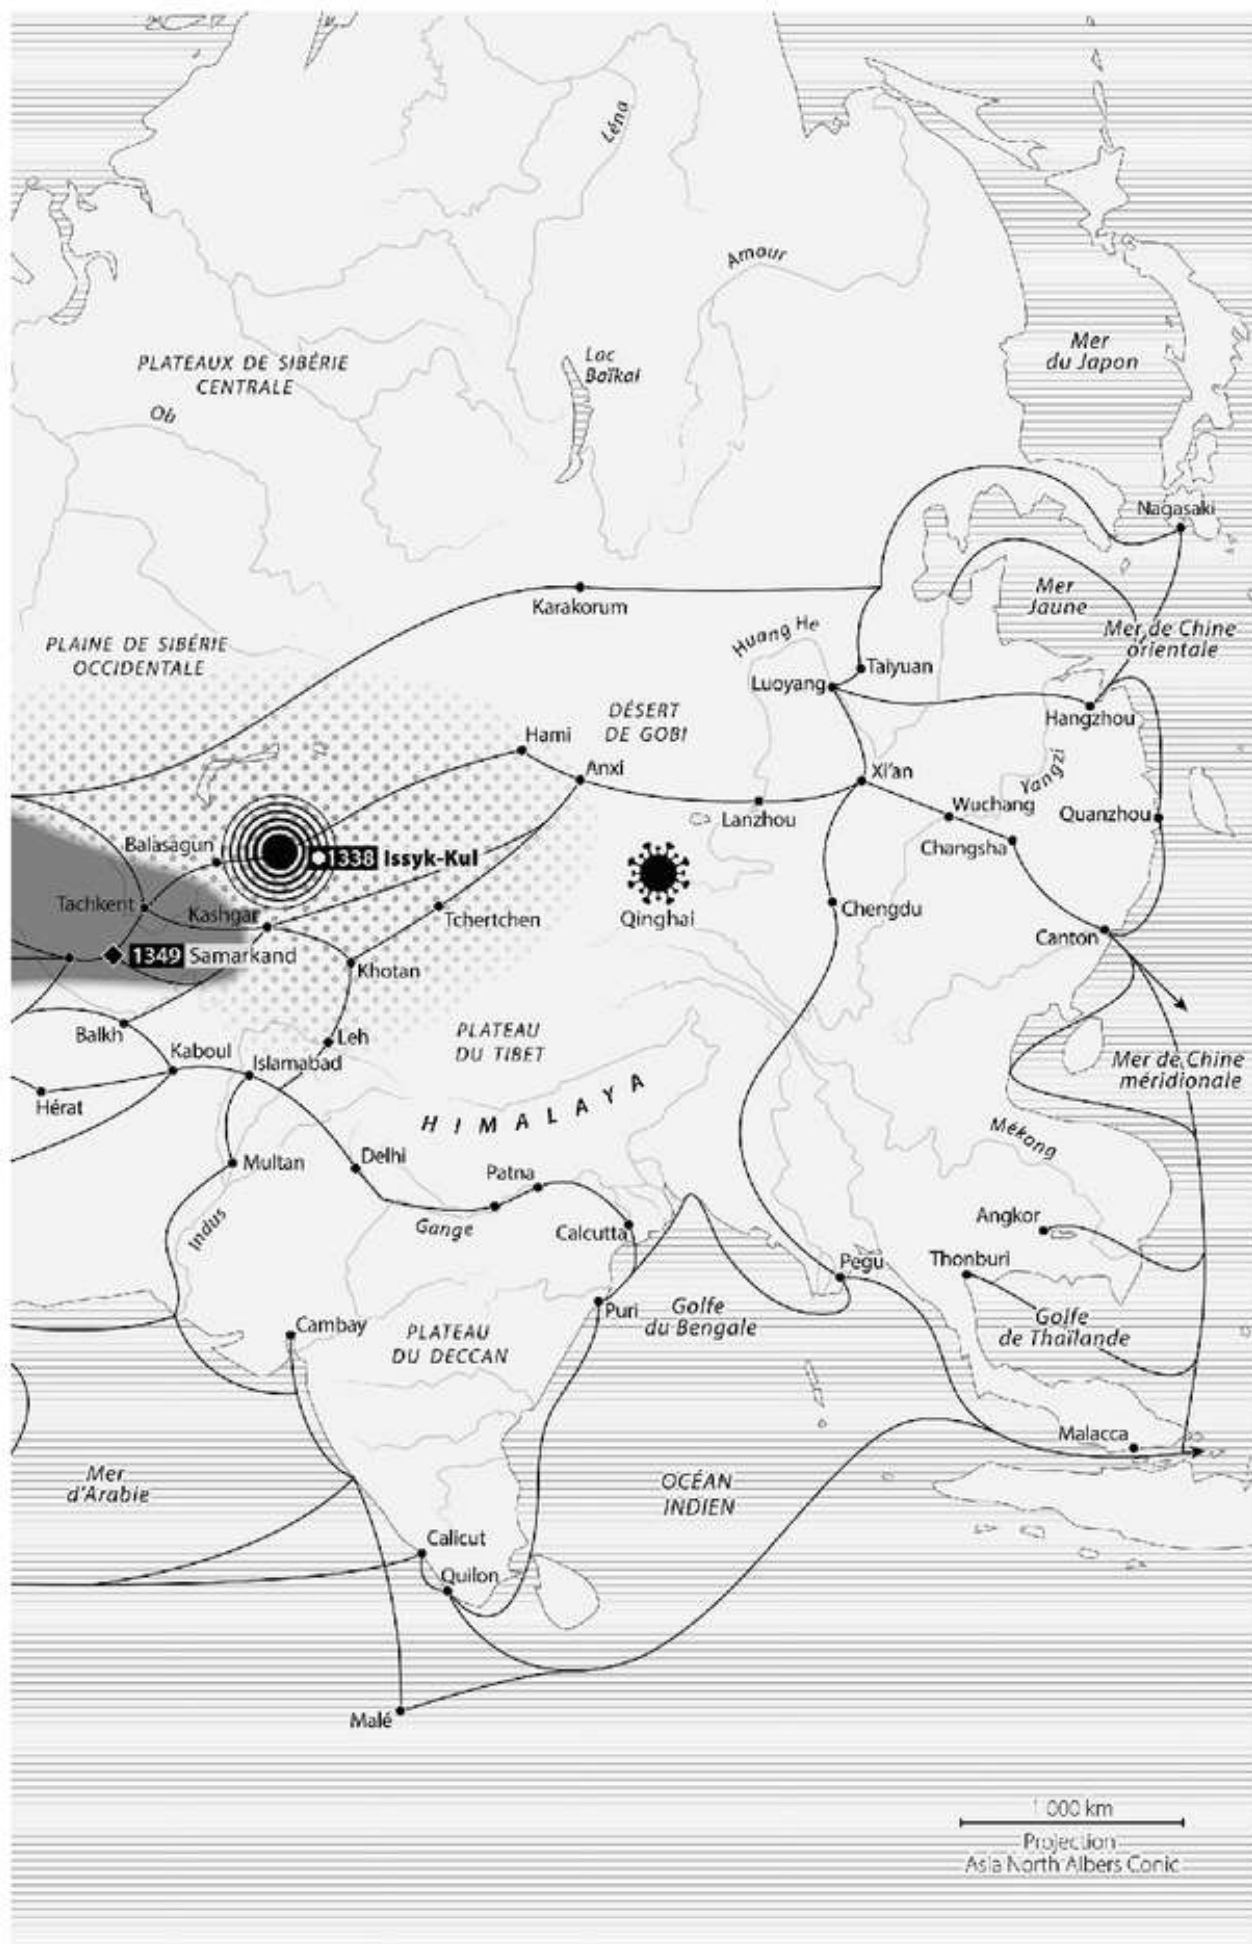 Léna
Amour
PLATEAUX DE SIBÉRIE
CENTRALE
Lac
Baïkal
Mer
du Japon
Ob
Nagasaki
Karakorum
Mer
Jaune
Huang He
Mer de Chine
orientale
PLAINE DE SIBÉRIE
OCCIDENTALE
Taiyuan
Luoyang
DÉSERT
DE GOBI
Hangzhou
Hami
Anxi
Xi'an
Yangzi
Wuchang
Lanzhou
Quanzhou
Changsha
Balasagun
1338 Issyk-Kul
Tachkent
Kashgar
Tchertchen
Qinghai
Chengdu
Canton
1349 Samarkand
Khotan
Balkh
Leh
PLATEAU
DU TIBET
Kaboul
Islamabad
Mer de Chine
méridionale
Hérat
HIMALAYA
Mékong
Multan
Delhi
Patna
Indus
Gange
Calcutta
Angkor
Pegu
Thonburi
Puri
Golfe
du Bengale
Golfe
de Thaïlande
Cambay
PLATEAU
DU DECCAN
Malacca
Mer
d'Arabie
OCÉAN
INDIEN
Calicut
Quilon
Malé
1 000 km
Projection
Asia North Albers Conic